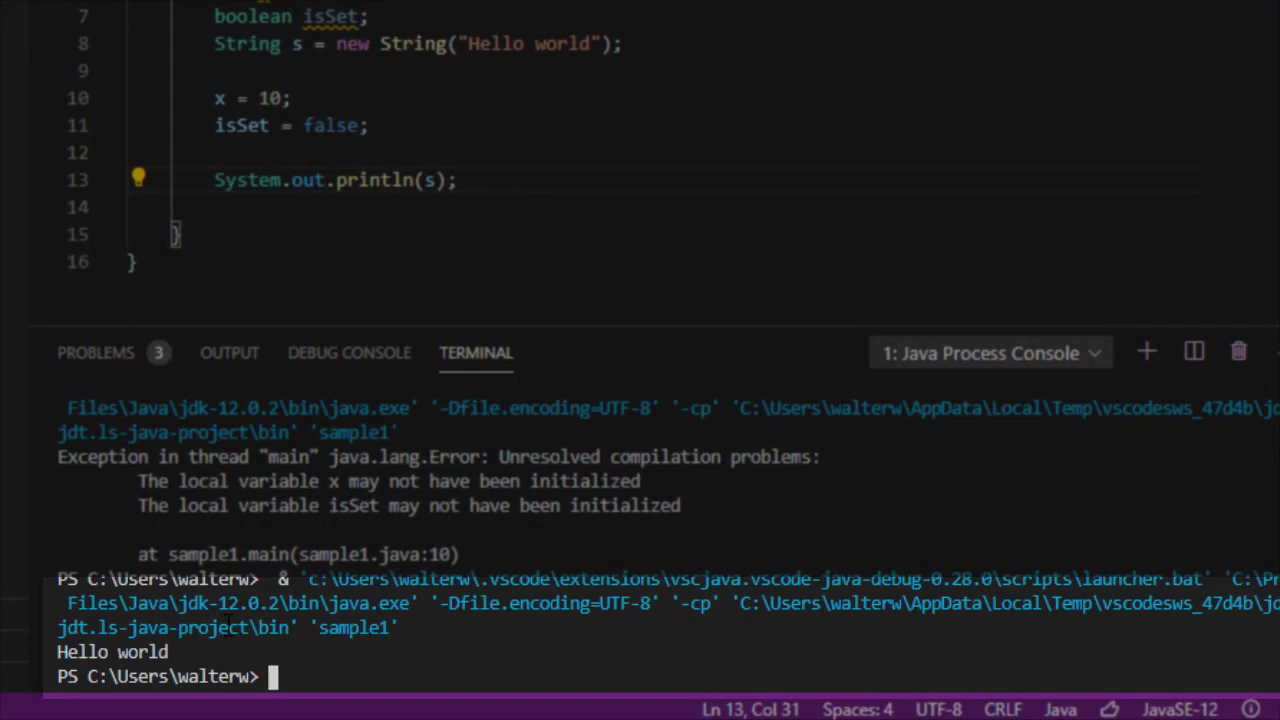 7 boolean isSet;
8 String s = new String("Hello world");
9
10 x = 10;
11 isSet = false;
12
13 System.out.println(s);
14
15 }
16 }
PROBLEMS 3 OUTPUT DEBUG CONSOLE TERMINAL 1: Java Process Console
Files\Java\jdk-12.0.2\bin\java.exe' '-Dfile.encoding=UTF-8' '-cp' 'C:\Users\walterw\AppData\Local\Temp\vscodesws_47d4b\jd
jdt.ls-java-project\bin' 'sample1'
Exception in thread "main" java.lang.Error: Unresolved compilation problems:
The local variable x may not have been initialized
The local variable isSet may not have been initialized
at sample1.main(sample1.java:10)
PS C:\Users\walterw> & 'c:\Users\walterw\.vscode\extensions\vscjava.vscode-java-debug-0.28.0\scripts\launcher.bat' 'C:\Pr
Files\Java\jdk-12.0.2\bin\java.exe' '-Dfile.encoding=UTF-8' '-cp' 'C:\Users\walterw\AppData\Local\Temp\vscodesws_47d4b\jd
jdt.ls-java-project\bin' 'sample1'
Hello world
PS C:\Users\walterw>
Ln 13, Col 31 Spaces: 4 UTF-8 CRLF Java JavaSE-12